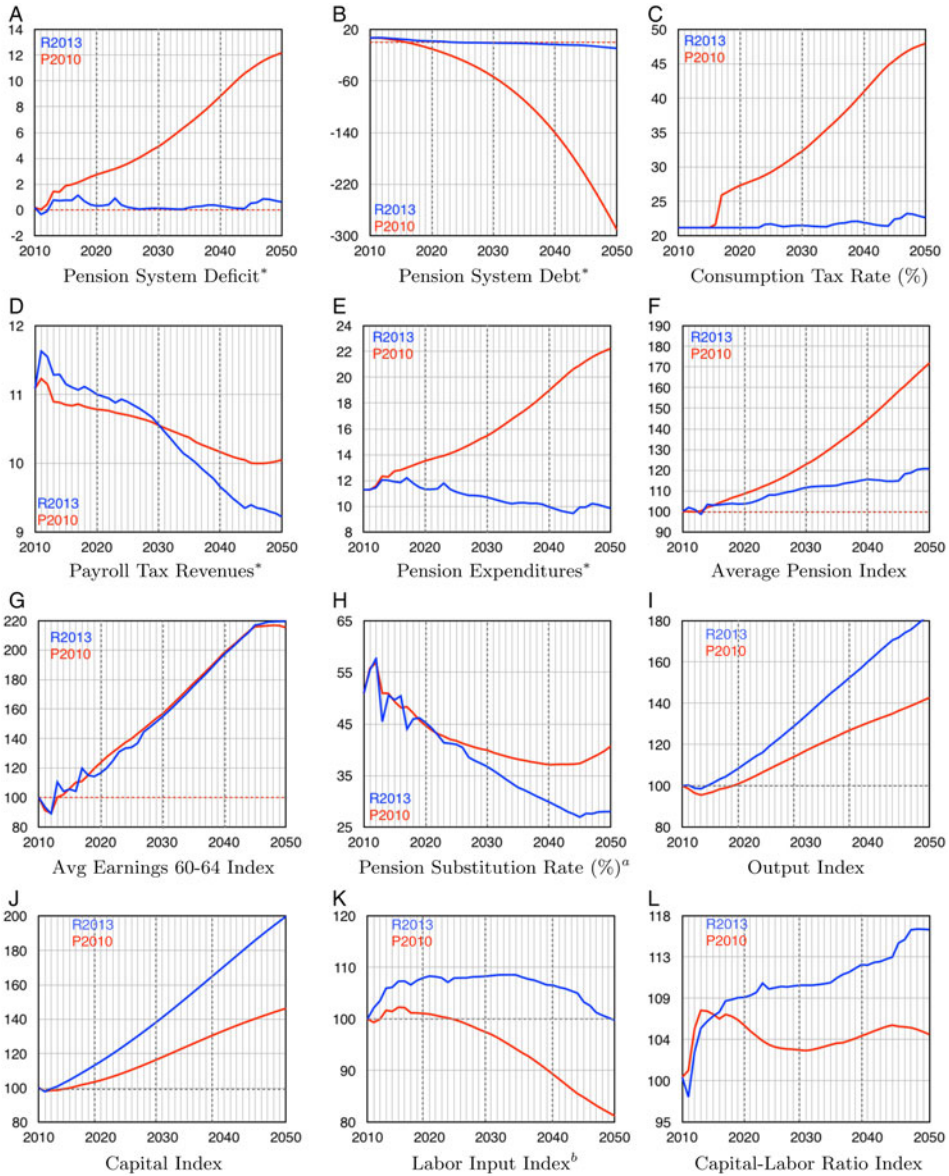 A
14
12
10
8
6
4
2
0
-2
R2013
P2010
2010 2020 2030 2040 2050
Pension System Deficit*
B
20
-60
-140
-220
-300
R2013
P2010
2010 2020 2030 2040 2050
Pension System Debt*
C
50
45
40
35
30
25
20
R2013
P2010
2010 2020 2030 2040 2050
Consumption Tax Rate (%)
D
12
11
10
9
R2013
P2010
2010 2020 2030 2040 2050
Payroll Tax Revenues*
E
24
22
20
18
16
14
12
10
8
R2013
P2010
2010 2020 2030 2040 2050
Pension Expenditures*
F
190
180
170
160
150
140
130
120
110
100
90
R2013
P2010
2010 2020 2030 2040 2050
Average Pension Index
G
220
200
180
160
140
120
100
80
R2013
P2010
2010 2020 2030 2040 2050
Avg Earnings 60-64 Index
H
65
55
45
35
25
R2013
P2010
2010 2020 2030 2040 2050
Pension Substitution Rate (%)ᵃ
I
180
160
140
120
100
80
R2013
P2010
2010 2020 2030 2040 2050
Output Index
J
200
180
160
140
120
100
80
R2013
P2010
2010 2020 2030 2040 2050
Capital Index
K
120
110
100
90
80
R2013
P2010
2010 2020 2030 2040 2050
Labor Input Indexᵇ
L
118
113
109
104
100
95
R2013
P2010
2010 2020 2030 2040 2050
Capital-Labor Ratio Index